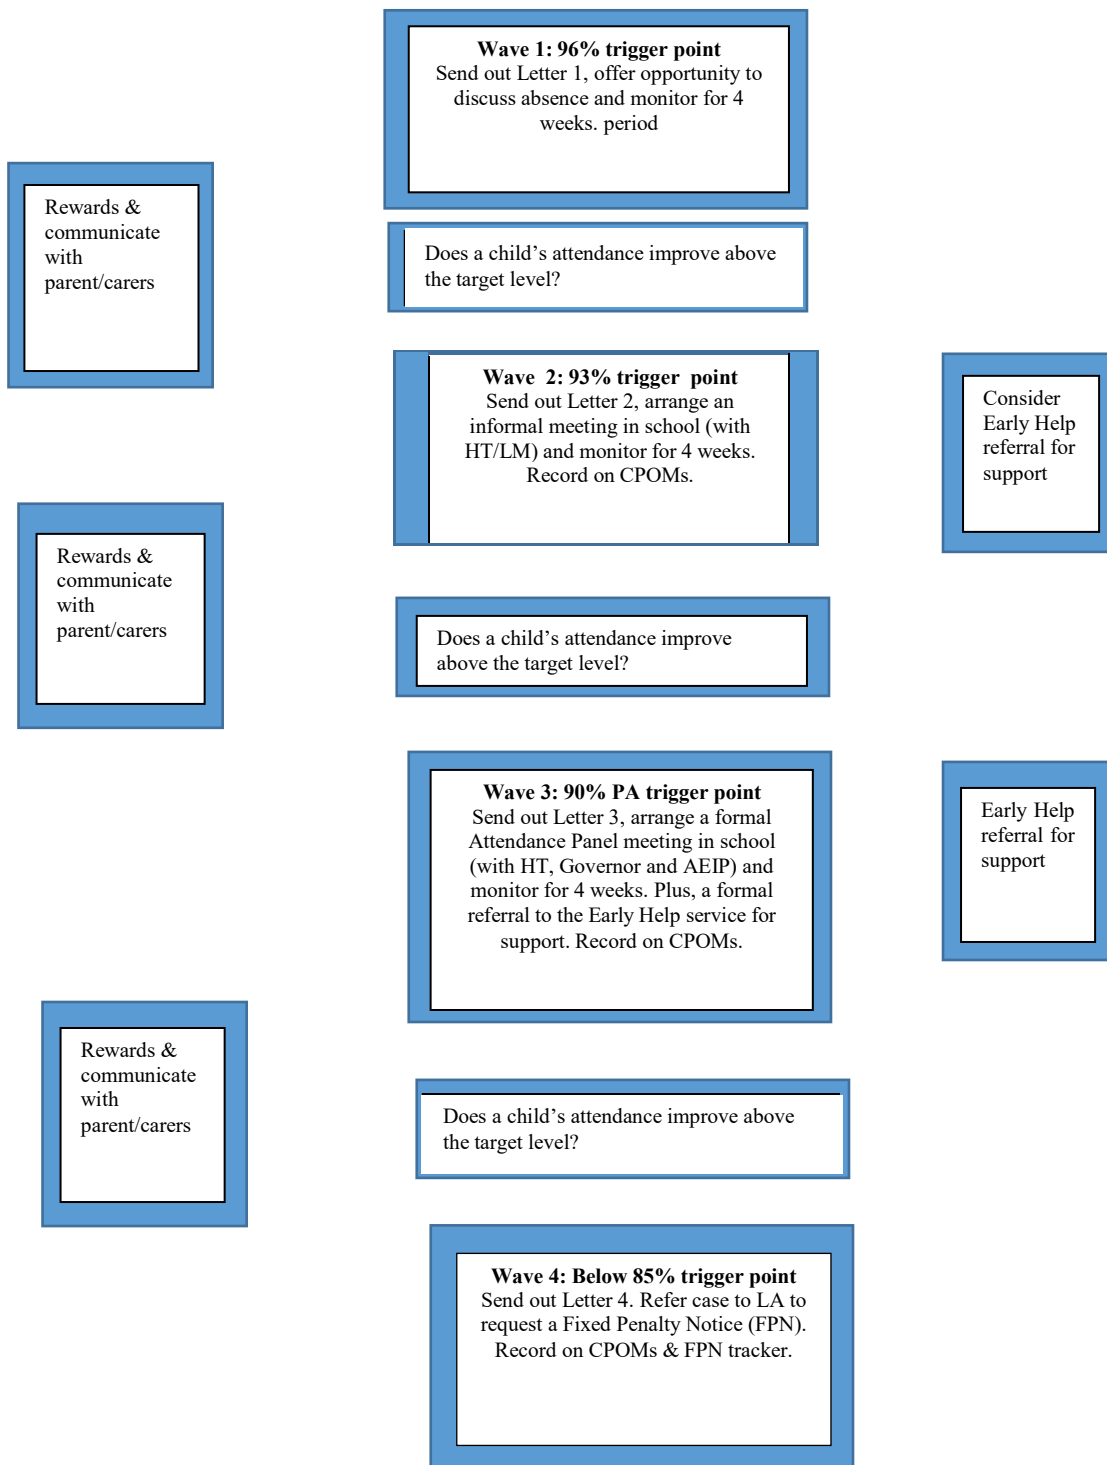 Wave 1: 96% trigger point
Send out Letter 1, offer opportunity to
discuss absence and monitor for 4
weeks. period
Rewards &
communicate
with
parent/carers
Does a child’s attendance improve above
the target level?
Wave  2: 93% trigger  point
Send out Letter 2, arrange an
informal meeting in school (with
HT/LM) and monitor for 4 weeks.
Record on CPOMs.
Consider
Early Help
referral for
support
Rewards &
communicate
with
parent/carers
Does a child’s attendance improve
above the target level?
Wave 3: 90% PA trigger point
Send out Letter 3, arrange a formal
Attendance Panel meeting in school
(with HT, Governor and AEIP) and
monitor for 4 weeks. Plus, a formal
referral to the Early Help service for
support. Record on CPOMs.
Early Help
referral for
support
Rewards &
communicate
with
parent/carers
Does a child’s attendance improve above
the target level?
Wave 4: Below 85% trigger point
Send out Letter 4. Refer case to LA to
request a Fixed Penalty Notice (FPN).
Record on CPOMs & FPN tracker.